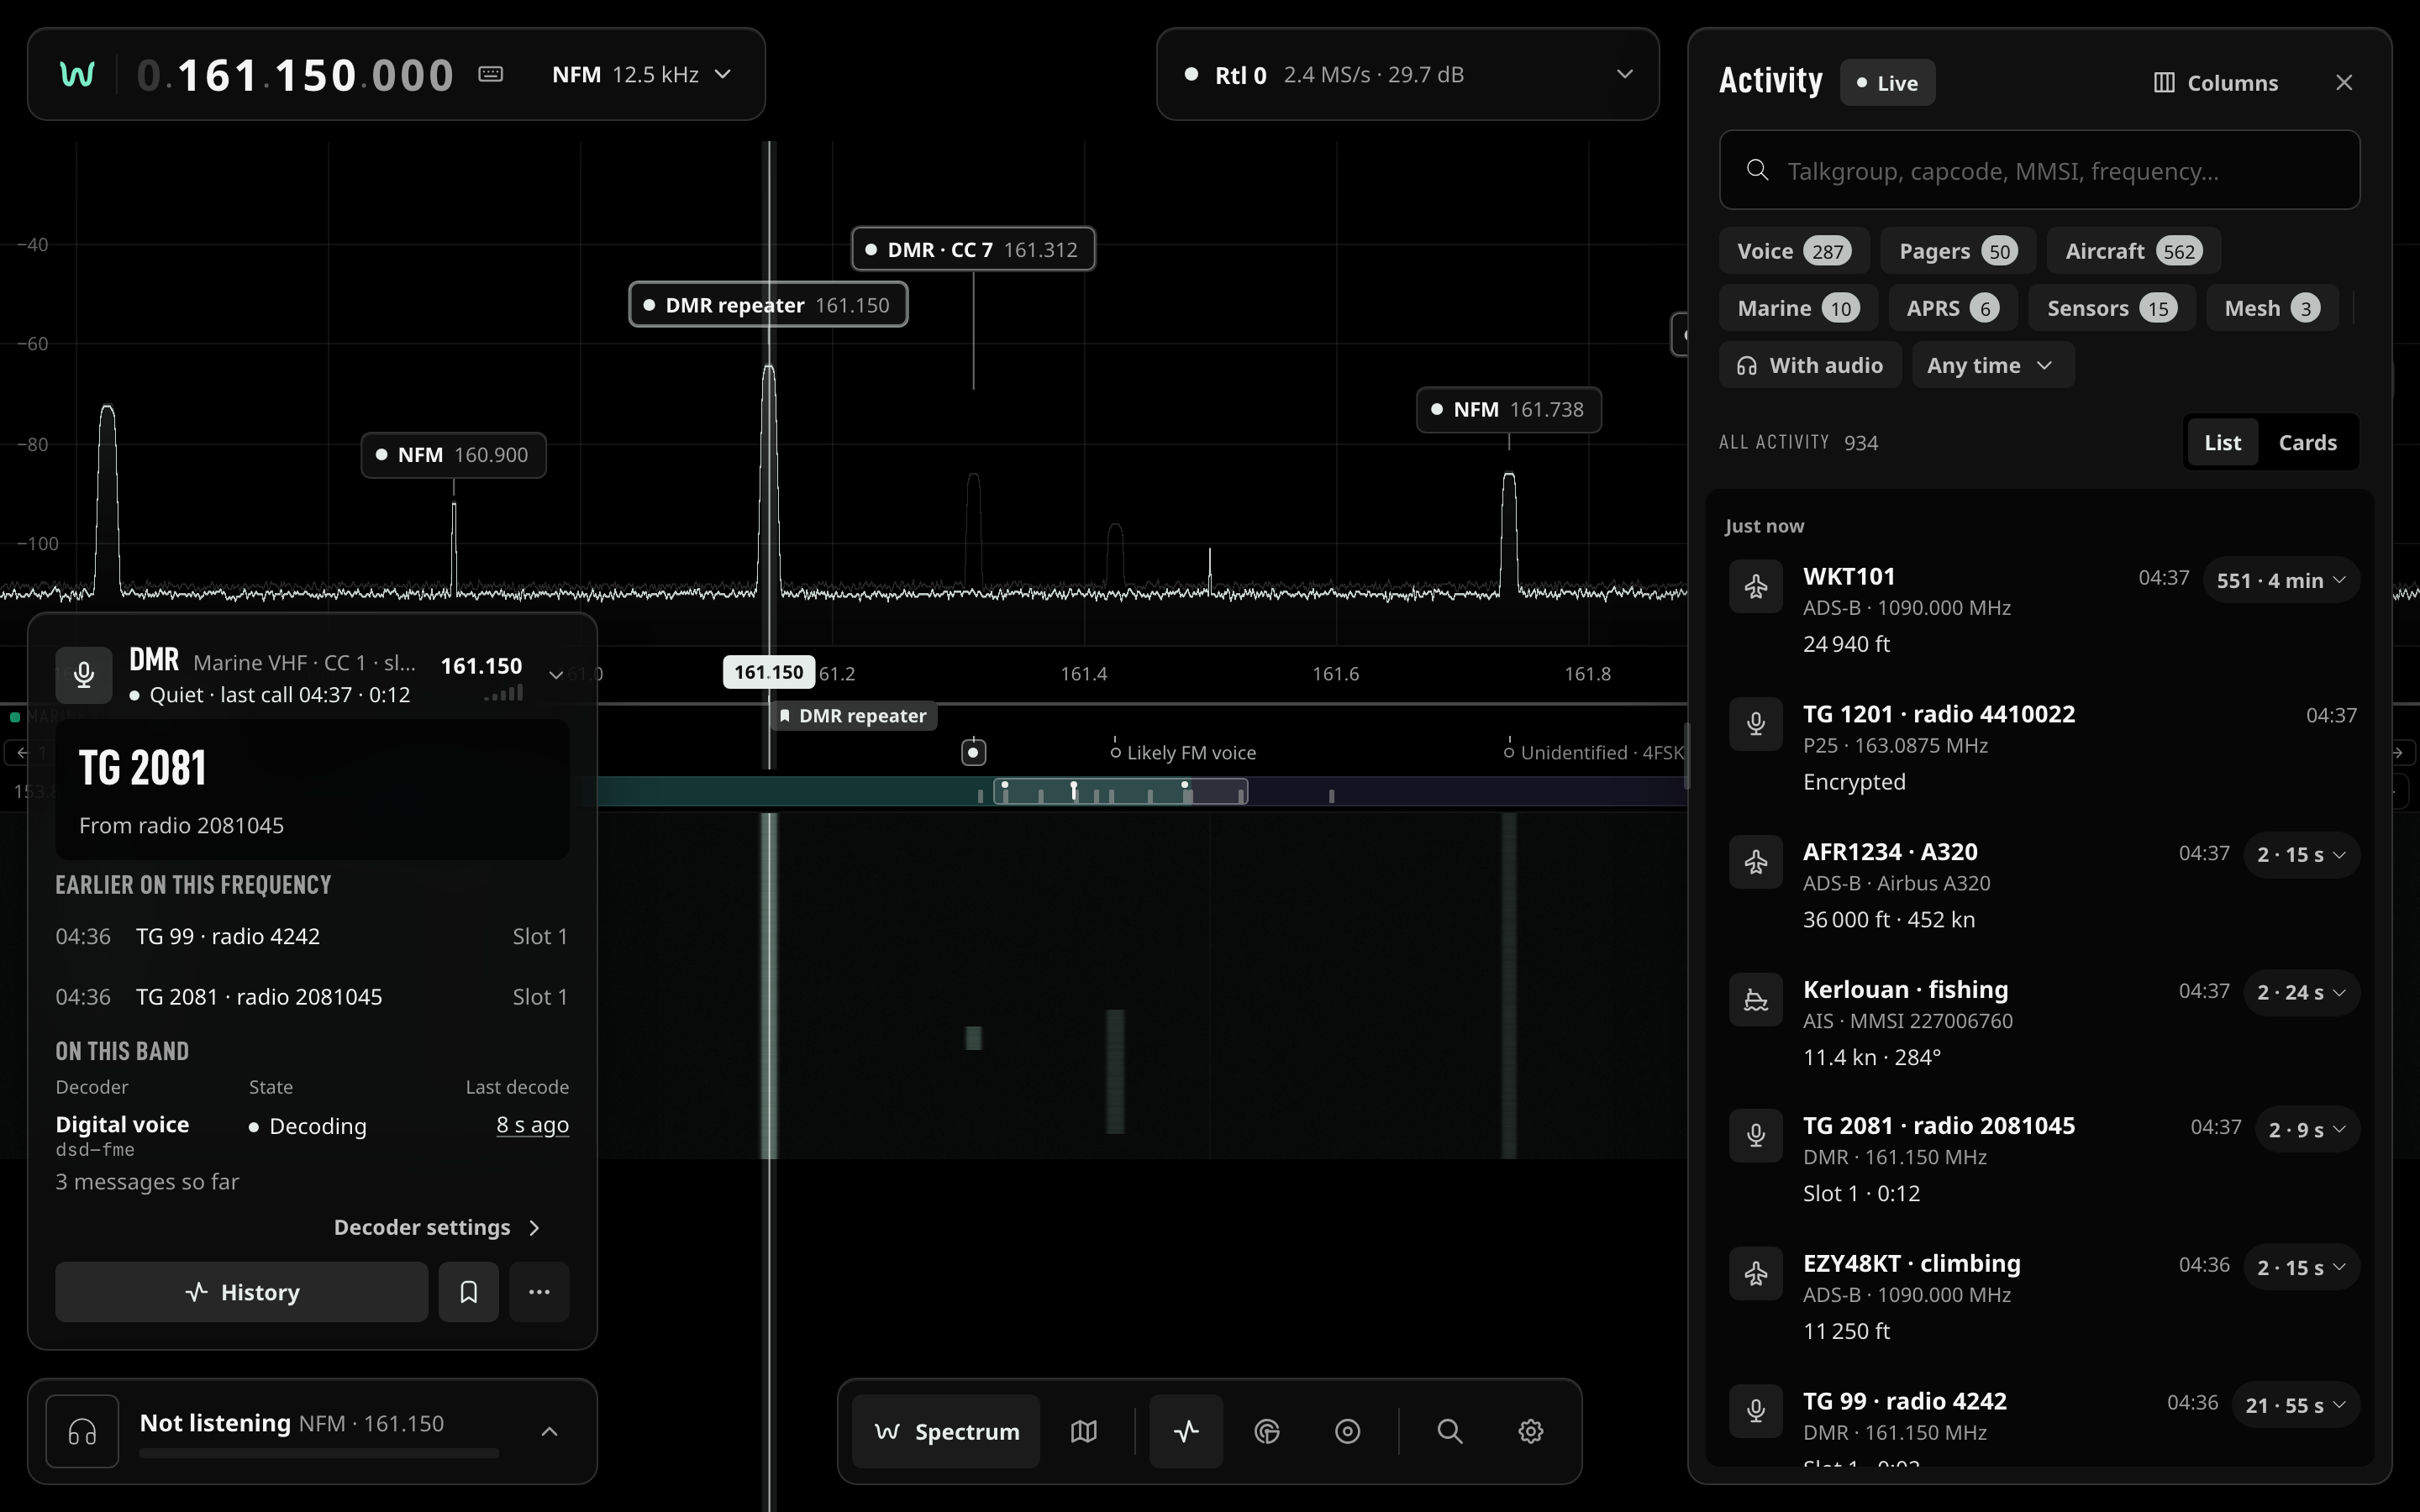 0.161.150.000 NFM 12.5 kHz
Rtl 0 2.4 MS/s · 29.7 dB
−40
−60
−80
−100
DMR · CC 7 161.312
DMR repeater 161.150
NFM 160.900
NFM 161.738
161.150
61.2
161.4
161.6
161.8
DMR repeater
Likely FM voice
Unidentified · 4FSK
DMR Marine VHF · CC 1 · sl... 161.150
Quiet · last call 04:37 · 0:12
TG 2081
From radio 2081045
EARLIER ON THIS FREQUENCY
04:36 TG 99 · radio 4242 Slot 1
04:36 TG 2081 · radio 2081045 Slot 1
ON THIS BAND
Decoder State Last decode
Digital voice Decoding 8 s ago
dsd-fme
3 messages so far
Decoder settings
History
Not listening NFM · 161.150
Spectrum
Activity Live Columns
Talkgroup, capcode, MMSI, frequency...
Voice 287 Pagers 50 Aircraft 562
Marine 10 APRS 6 Sensors 15 Mesh 3
With audio Any time
ALL ACTIVITY 934 List Cards
Just now
WKT101 04:37 551 · 4 min
ADS-B · 1090.000 MHz
24 940 ft
TG 1201 · radio 4410022 04:37
P25 · 163.0875 MHz
Encrypted
AFR1234 · A320 04:37 2 · 15 s
ADS-B · Airbus A320
36 000 ft · 452 kn
Kerlouan · fishing 04:37 2 · 24 s
AIS · MMSI 227006760
11.4 kn · 284°
TG 2081 · radio 2081045 04:37 2 · 9 s
DMR · 161.150 MHz
Slot 1 · 0:12
EZY48KT · climbing 04:36 2 · 15 s
ADS-B · 1090.000 MHz
11 250 ft
TG 99 · radio 4242 04:36 21 · 55 s
DMR · 161.150 MHz